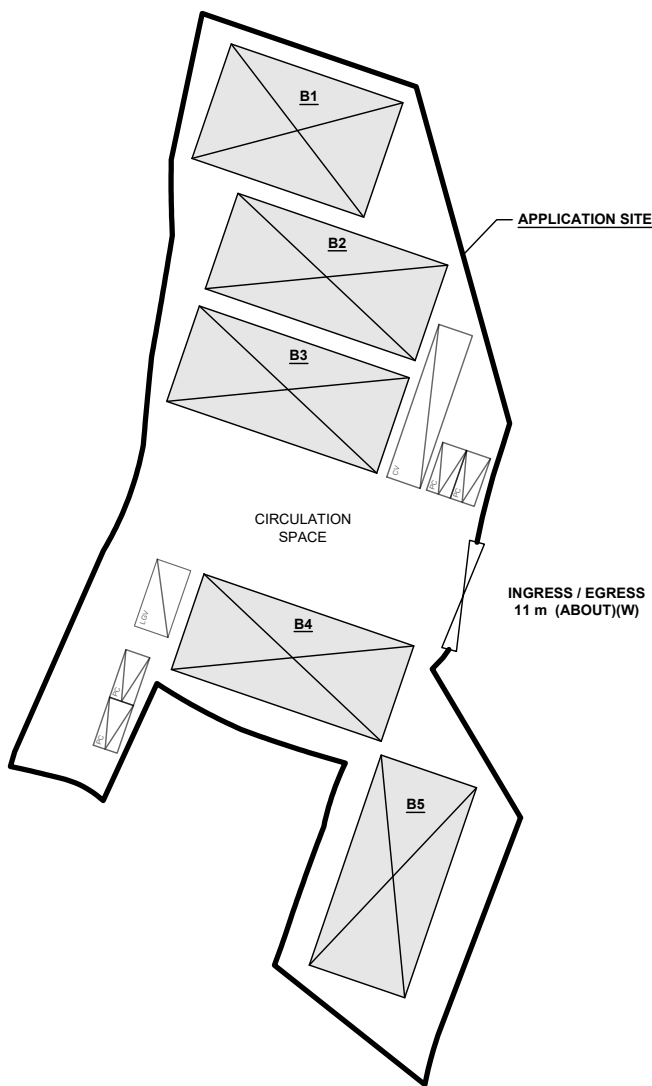 B1
APPLICATION SITE
B2
B3
CV
PC
PC
CIRCULATION
SPACE
INGRESS / EGRESS
11 m (ABOUT)(W)
LGV
B4
PC
PC
B5